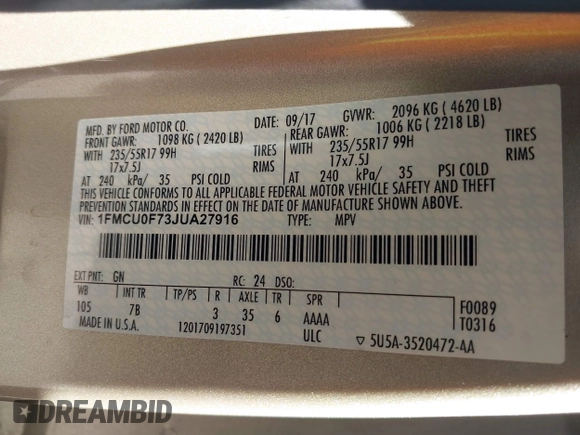 MFD. BY FORD MOTOR CO.
DATE: 09/17 GVWR: 2096 KG ( 4620 LB)
FRONT GAWR: 1098 KG ( 2420 LB) REAR GAWR: 1006 KG ( 2218 LB)
WITH 235/55R17 99H TIRES WITH 235/55R17 99H TIRES
17x7.5J RIMS 17x7.5J RIMS
AT 240 kPa/ 35 PSI COLD AT 240 kPa/ 35 PSI COLD
THIS VEHICLE CONFORMS TO ALL APPLICABLE FEDERAL MOTOR VEHICLE SAFETY AND THEFT
PREVENTION STANDARDS IN EFFECT ON THE DATE OF MANUFACTURE SHOWN ABOVE.
VIN: 1FMCU0F73JUA27916 TYPE: MPV
EXT PNT: GN RC: 24 DSO:
WB INT TR TP/PS R AXLE TR SPR
105 7B 3 35 6 AAAA F0089
MADE IN U.S.A. 1201709197351 ULC T0316
▽ 5U5A-3520472-AA
DREAMBID